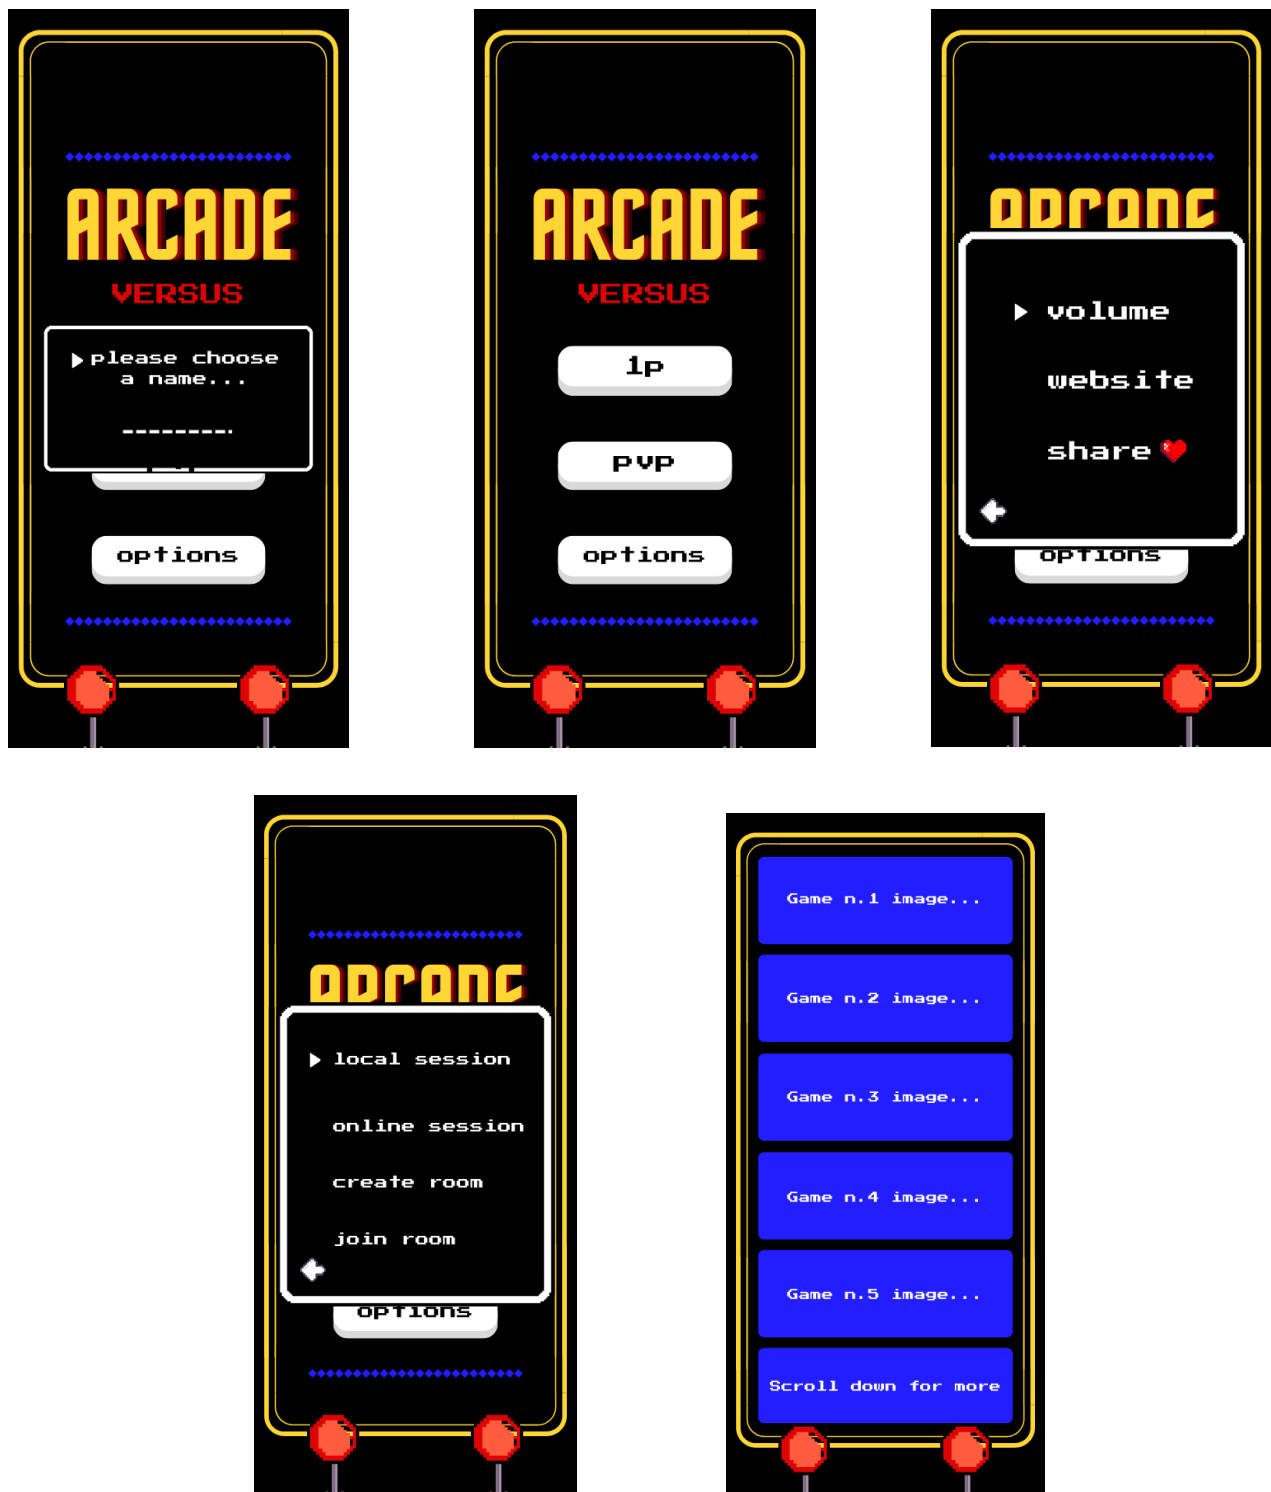 ARCADE
VERSUS
please choose
a name...
options
ARCADE
VERSUS
1p
pvp
options
volume
website
share
options
local session
online session
create room
join room
options
Game n.1 image...
Game n.2 image...
Game n.3 image...
Game n.4 image...
Game n.5 image...
Scroll down for more